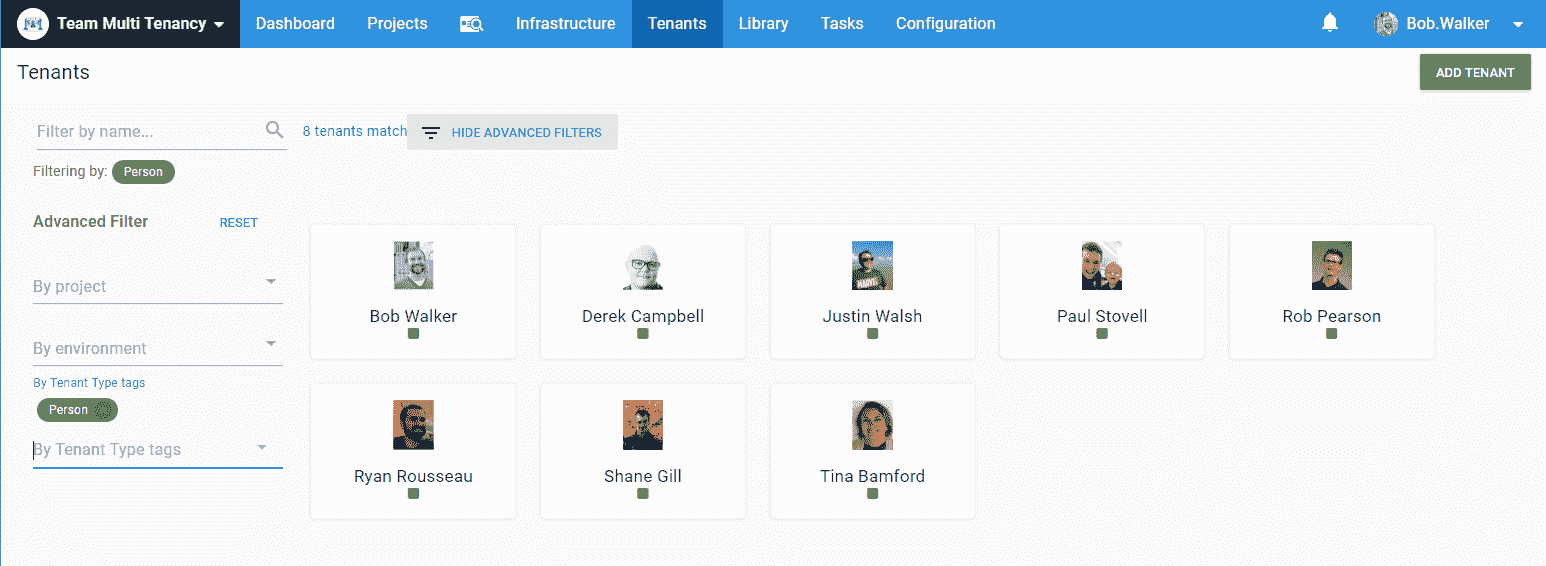 Team Multi Tenancy Dashboard Projects Infrastructure Tenants Library Tasks Configuration Bob.Walker
Tenants ADD TENANT
Filter by name... 8 tenants match HIDE ADVANCED FILTERS
Filtering by: Person
Advanced Filter RESET
By project
By environment
By Tenant Type tags
Person
By Tenant Type tags
Bob Walker Derek Campbell Justin Walsh Paul Stovell Rob Pearson
Ryan Rousseau Shane Gill Tina Bamford